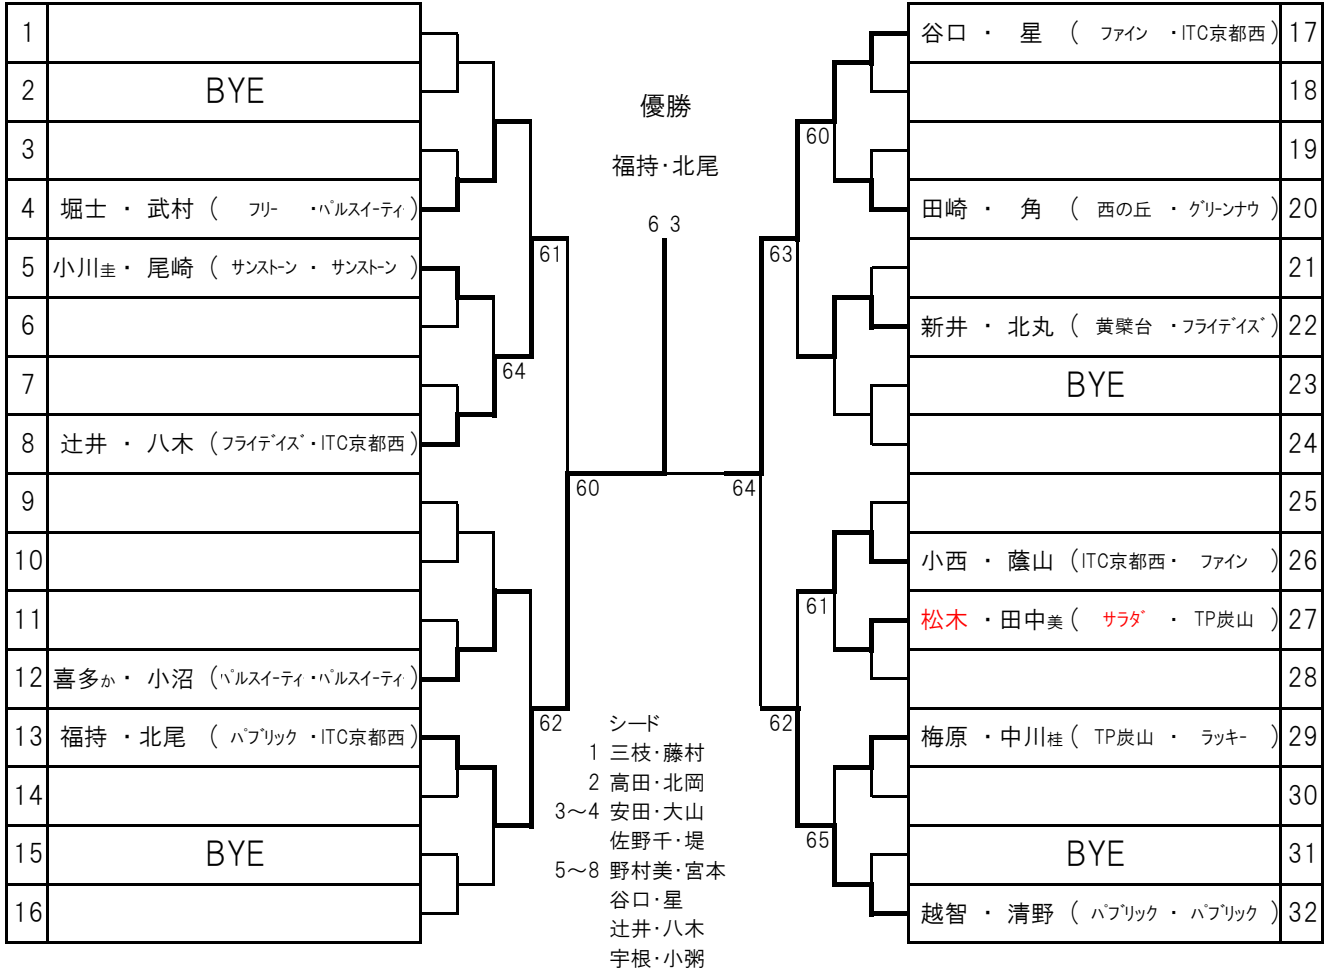 1
2 BYE
3
4 堀士 ・ 武村 ( フリー ・パルスイーティ )
5 小川圭・ 尾崎 ( サンストーン ・ サンストーン )
6
7
8 辻井 ・ 八木 (フライデイズ・ITC京都西)
9
10
11
12 喜多か・ 小沼 (パルスイーティ・パルスイーティ)
13 福持 ・北尾 ( パブリック ・ITC京都西)
14
15 BYE
16
61
64
62
60
優勝
福持・北尾
6 3
シード
1 三枝・藤村
2 高田・北岡
3～4 安田・大山
佐野千・堤
5～8 野村美・宮本
谷口・星
辻井・八木
宇根・小粥
60
63
64
61
62
65
谷口 ・ 星 ( ファイン ・ITC京都西) 17
18
19
田崎 ・ 角 ( 西の丘 ・ グリーンナウ ) 20
21
新井 ・ 北丸 ( 黄檗台 ・フライデイズ) 22
BYE 23
24
25
小西 ・ 蔭山 (ITC京都西・ ファイン ) 26
松木 ・田中美( サラダ ・ TP炭山 ) 27
28
梅原 ・中川桂( TP炭山 ・ ラッキー ) 29
30
BYE 31
越智 ・ 清野 ( パブリック ・ パブリック ) 32